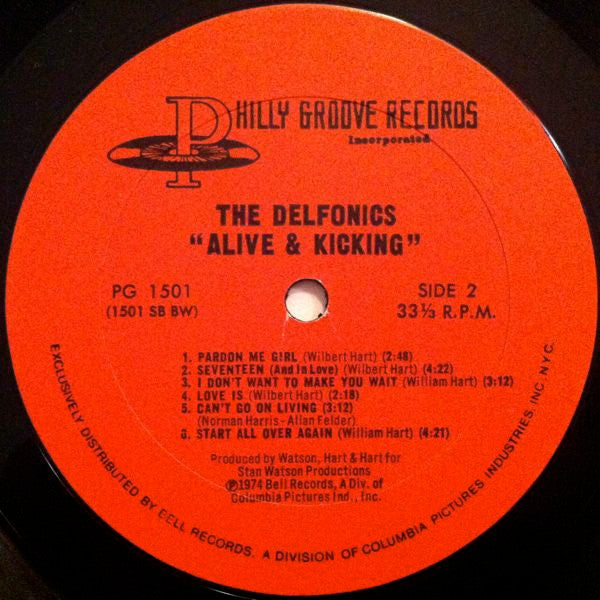 PHILLY GROOVE RECORDS
Incorporated
THE DELFONICS
"ALIVE & KICKING"
PG 1501
(1501 SB BW)
SIDE 2
33⅓ R.P.M.
1. PARDON ME GIRL (Wilbert Hart) (2:48)
2. SEVENTEEN (And In Love) (Wilbert Hart) (4:22)
3. I DON'T WANT TO MAKE YOU WAIT (William Hart) (3:12)
4. LOVE IS (Wilbert Hart) (2:18)
5. CAN'T GO ON LIVING (3:12)
(Norman Harris - Allan Felder)
6. START ALL OVER AGAIN (William Hart) (4:21)
Produced by Watson, Hart & Hart for
Stan Watson Productions
Ⓟ1974 Bell Records, A Div. of
Columbia Pictures Ind., Inc.
EXCLUSIVELY DISTRIBUTED BY BELL RECORDS. A DIVISION OF COLUMBIA PICTURES INDUSTRIES, INC. N.Y.C.